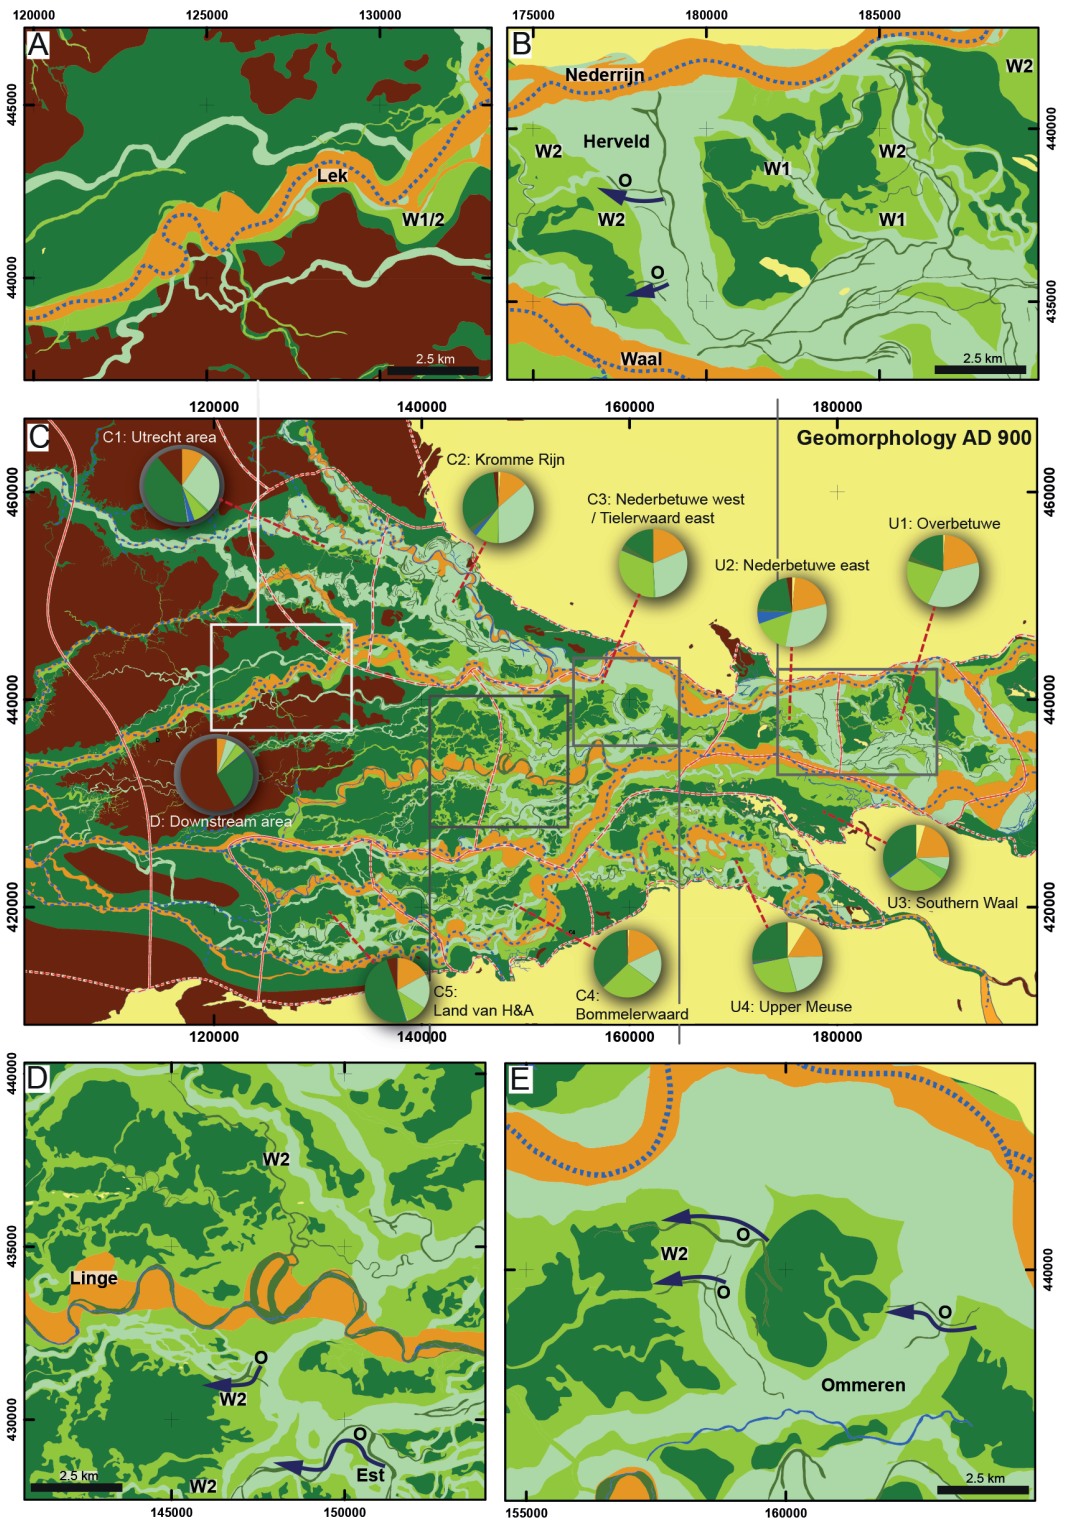 120000 125000 130000
175000 180000 185000
A
445000
440000
Lek
W1/2
2.5 km
B
Nederrijn
W2
Herveld
W2
W1
W2
O
W2
W1
O
Waal
2.5 km
440000
435000
120000 140000 160000 180000
C
Geomorphology AD 900
C1: Utrecht area
C2: Kromme Rijn
C3: Nederbetuwe west
/ Tielerwaard east
U1: Overbetuwe
U2: Nederbetuwe east
460000
440000
420000
460000
440000
420000
D: Downstream area
U3: Southern Waal
C5:
Land van H&A
C4:
Bommelerwaard
U4: Upper Meuse
120000 140000 160000 180000
D
440000
435000
430000
W2
Linge
O
W2
O
Est
W2
2.5 km
145000 150000
E
O
W2
O
O
Ommeren
440000
2.5 km
155000 160000